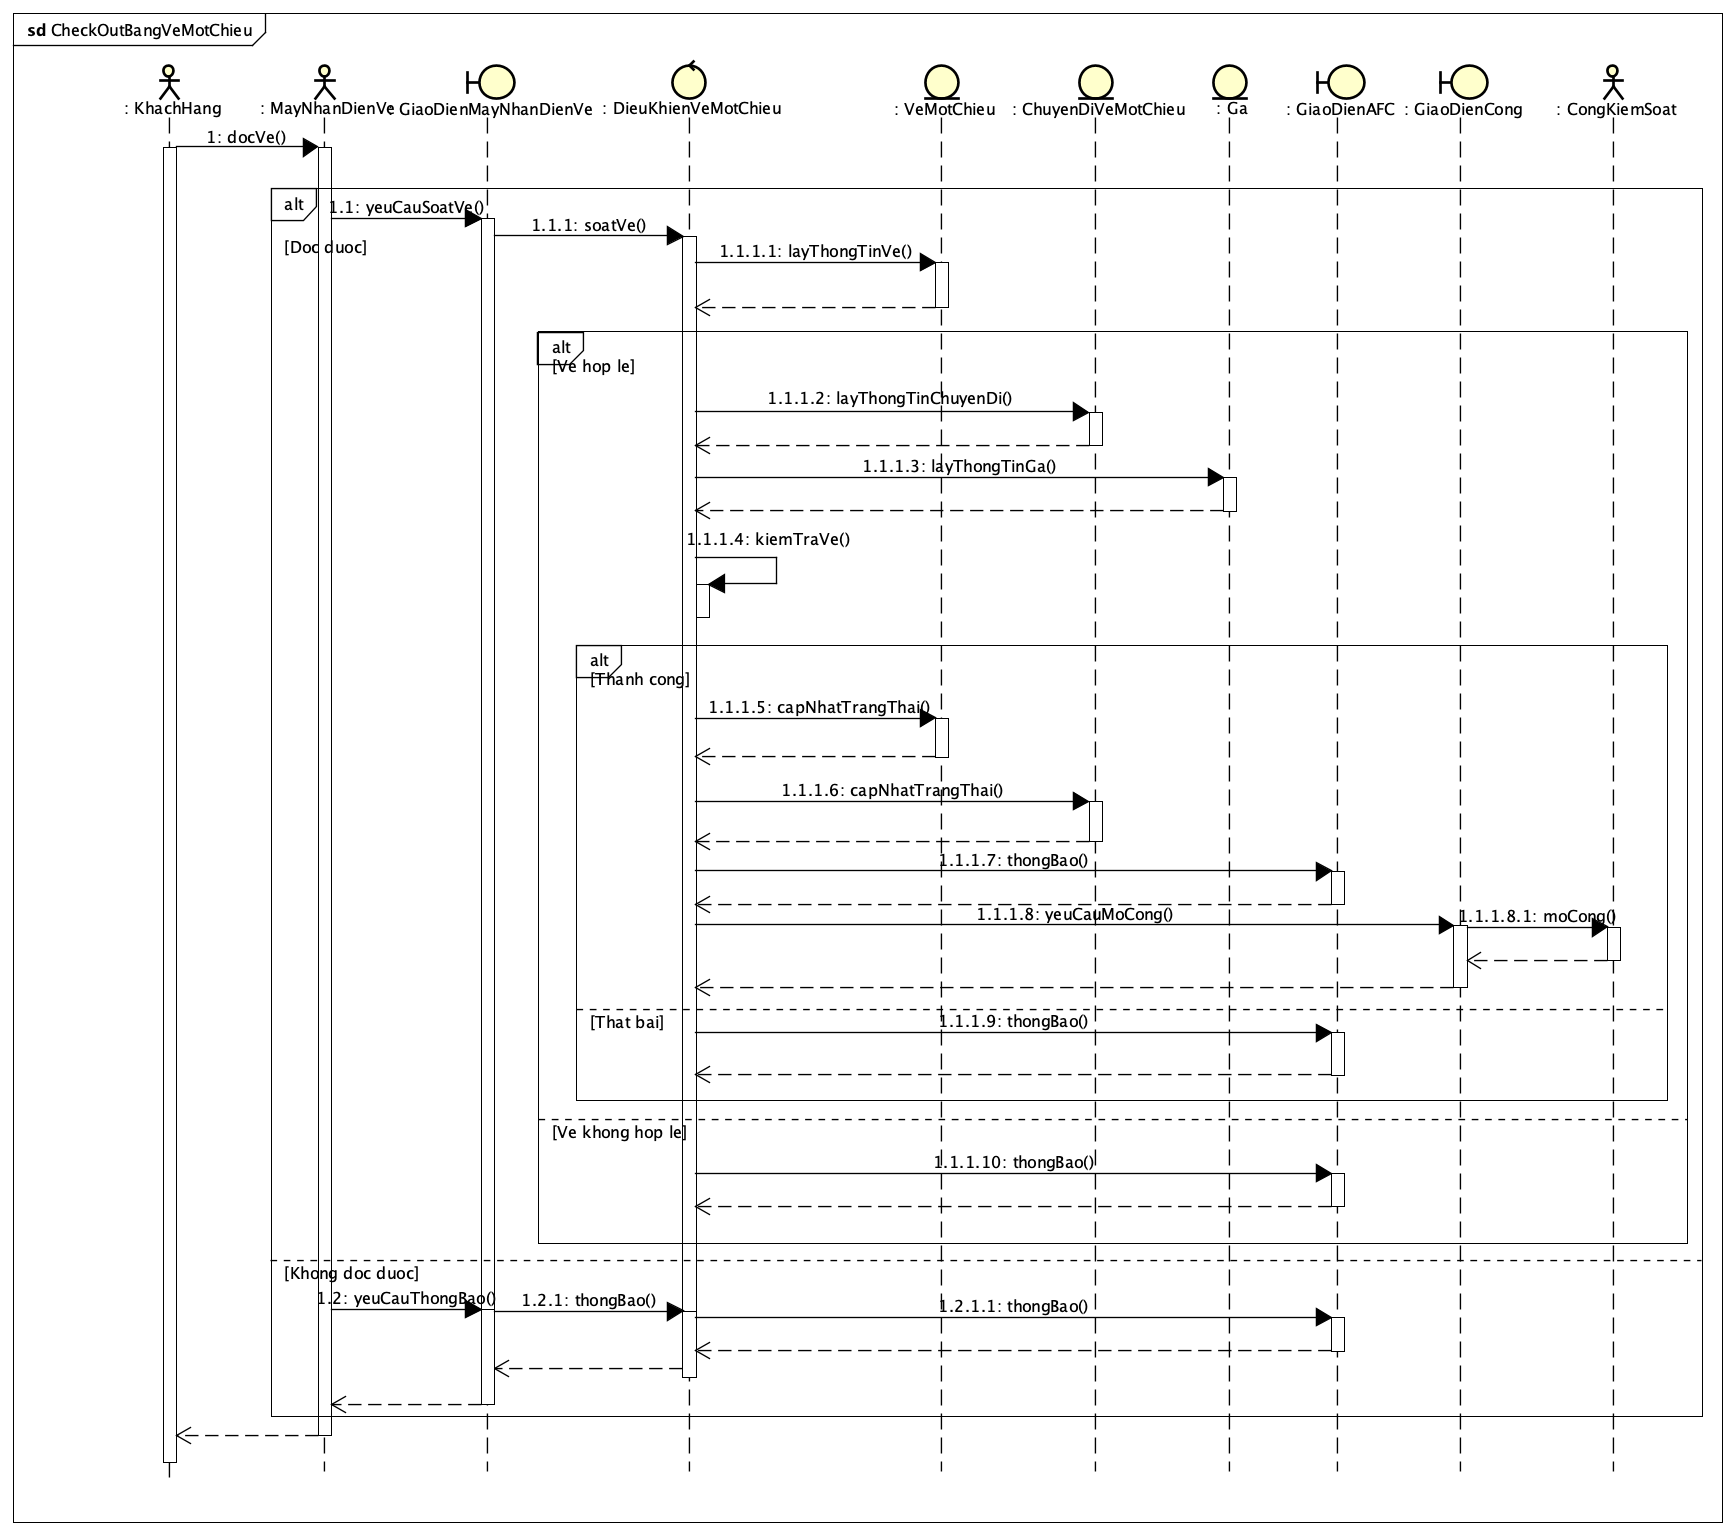 sd CheckOutBangVeMotChieu
: KhachHang
: MayNhanDienVe
: GiaoDienMayNhanDienVe
: DieuKhienVeMotChieu
: VeMotChieu
: ChuyenDiVeMotChieu
: Ga
: GiaoDienAFC
: GiaoDienCong
: CongKiemSoat
1: docVe()
alt
1.1: yeuCauSoatVe()
1.1.1: soatVe()
[Doc duoc]
1.1.1.1: layThongTinVe()
alt
[Ve hop le]
1.1.1.2: layThongTinChuyenDi()
1.1.1.3: layThongTinGa()
1.1.1.4: kiemTraVe()
alt
[Thanh cong]
1.1.1.5: capNhatTrangThai()
1.1.1.6: capNhatTrangThai()
1.1.1.7: thongBao()
1.1.1.8: yeuCauMoCong()
1.1.1.8.1: moCong()
[That bai]
1.1.1.9: thongBao()
[Ve khong hop le]
1.1.1.10: thongBao()
[Khong doc duoc]
1.2: yeuCauThongBao()
1.2.1: thongBao()
1.2.1.1: thongBao()